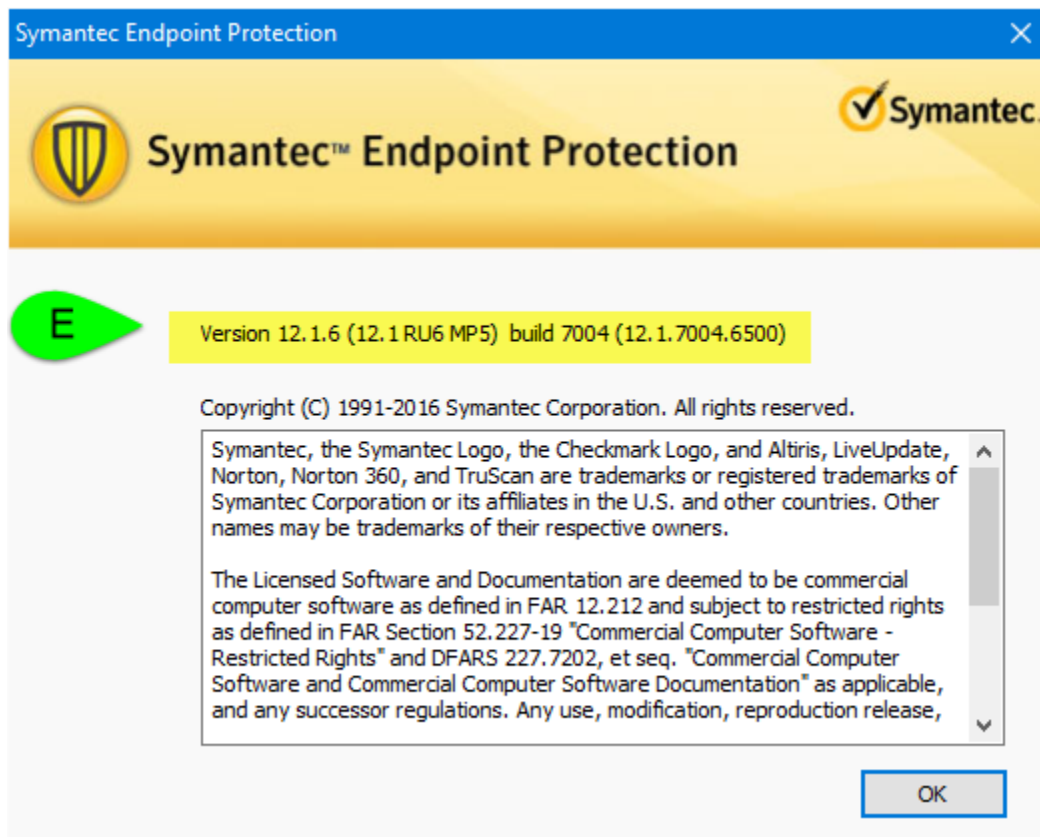 Symantec Endpoint Protection
Symantec.
Symantec™ Endpoint Protection
E
Version 12.1.6 (12.1 RU6 MP5) build 7004 (12.1.7004.6500)
Copyright (C) 1991-2016 Symantec Corporation. All rights reserved.
Symantec, the Symantec Logo, the Checkmark Logo, and Altiris, LiveUpdate,
Norton, Norton 360, and TruScan are trademarks or registered trademarks of
Symantec Corporation or its affiliates in the U.S. and other countries. Other
names may be trademarks of their respective owners.
The Licensed Software and Documentation are deemed to be commercial
computer software as defined in FAR 12.212 and subject to restricted rights
as defined in FAR Section 52.227-19 "Commercial Computer Software -
Restricted Rights" and DFARS 227.7202, et seq. "Commercial Computer
Software and Commercial Computer Software Documentation" as applicable,
and any successor regulations. Any use, modification, reproduction release,
OK